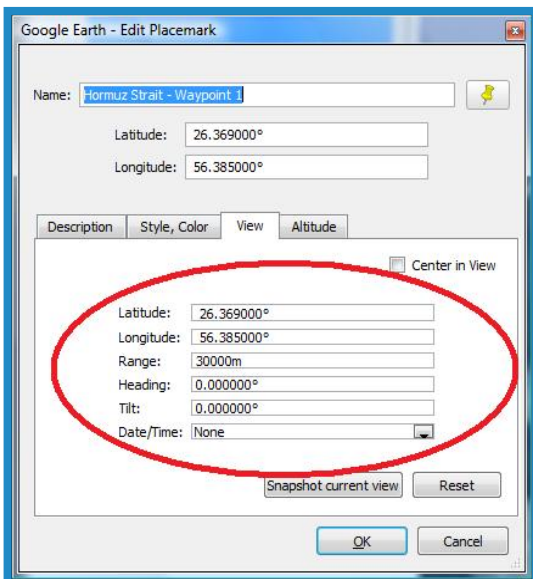 Google Earth - Edit Placemark
Name: Hormuz Strait - Waypoint 1
Latitude: 26.369000°
Longitude: 56.385000°
Description Style, Color View Altitude
Center in View
Latitude: 26.369000°
Longitude: 56.385000°
Range: 30000m
Heading: 0.000000°
Tilt: 0.000000°
Date/Time: None
Snapshot current view Reset
OK Cancel